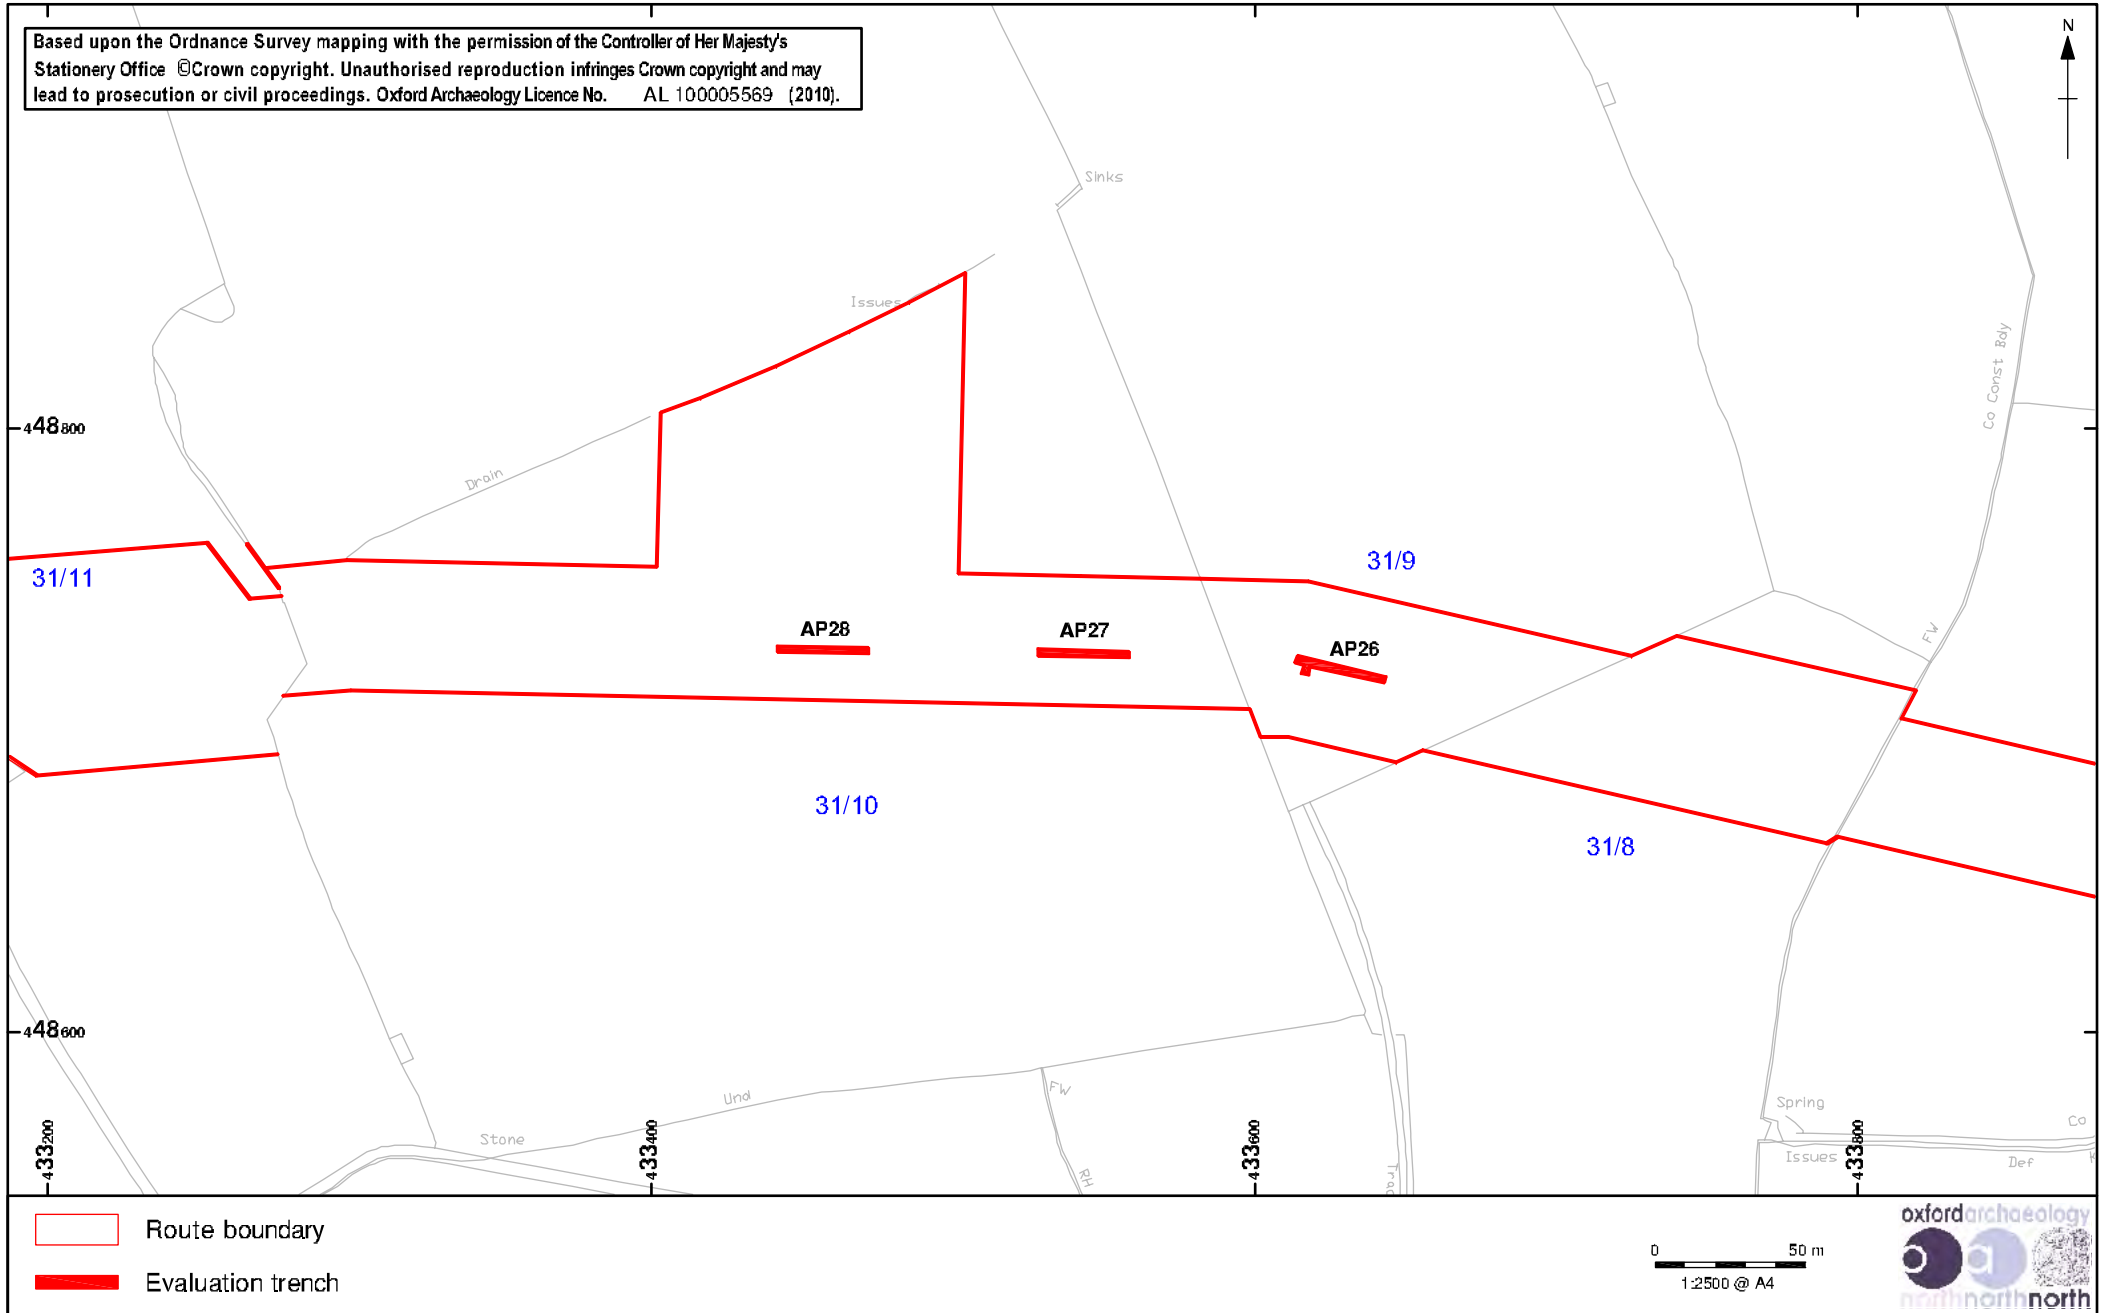 Based upon the Ordnance Survey mapping with the permission of the Controller of Her Majesty's
Stationery Office ©Crown copyright. Unauthorised reproduction infringes Crown copyright and may
lead to prosecution or civil proceedings. Oxford Archaeology Licence No. AL 100005569 (2010).
N
Sinks
Issues
Co Const Bdy
448800
Drain
31/11
31/9
AP28
AP27
AP26
FW
31/10
31/8
448600
Und
FW
Stone
RH
Trac
Spring
Issues
Co
Def
433200
433400
433600
433800
Route boundary
Evaluation trench
0 50 m
1:2500 @ A4
oxfordarchaeology
northnorthnorth